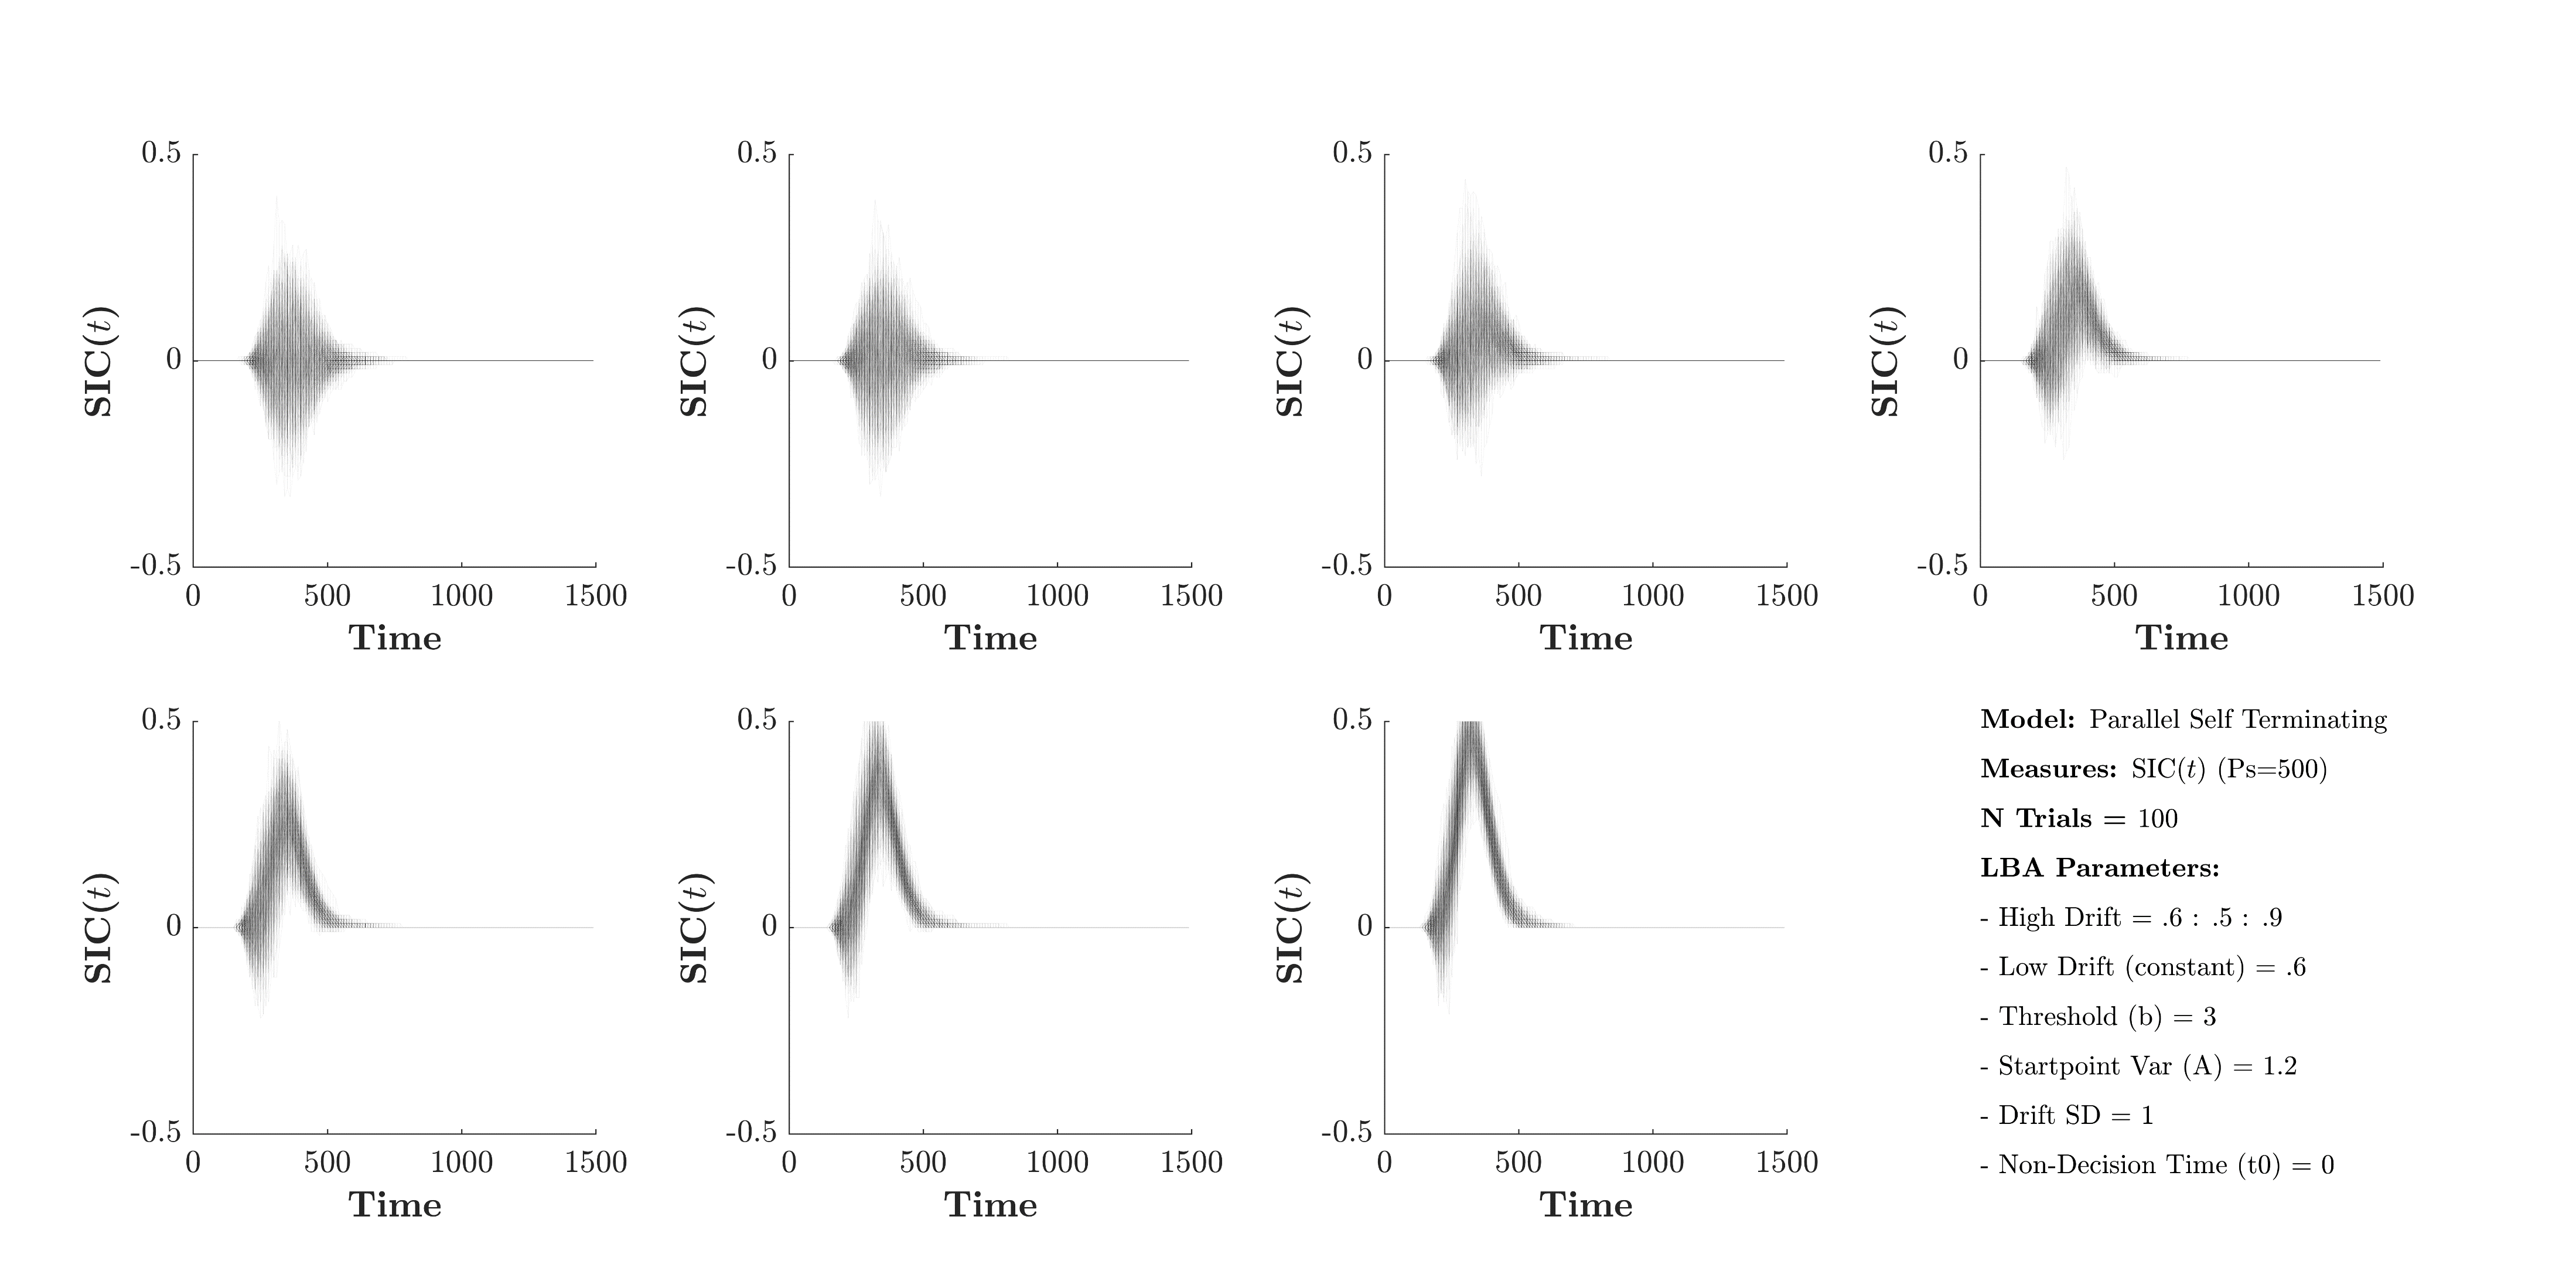 0.5
0
-0.5
SIC(t)
0 500 1000 1500
Time
0.5
0
-0.5
SIC(t)
0 500 1000 1500
Time
0.5
0
-0.5
SIC(t)
0 500 1000 1500
Time
0.5
0
-0.5
SIC(t)
0 500 1000 1500
Time
0.5
0
-0.5
SIC(t)
0 500 1000 1500
Time
0.5
0
-0.5
SIC(t)
0 500 1000 1500
Time
0.5
0
-0.5
SIC(t)
0 500 1000 1500
Time
Model: Parallel Self Terminating
Measures: SIC(t) (Ps=500)
N Trials = 100
LBA Parameters:
- High Drift = .6 : .5 : .9
- Low Drift (constant) = .6
- Threshold (b) = 3
- Startpoint Var (A) = 1.2
- Drift SD = 1
- Non-Decision Time (t0) = 0